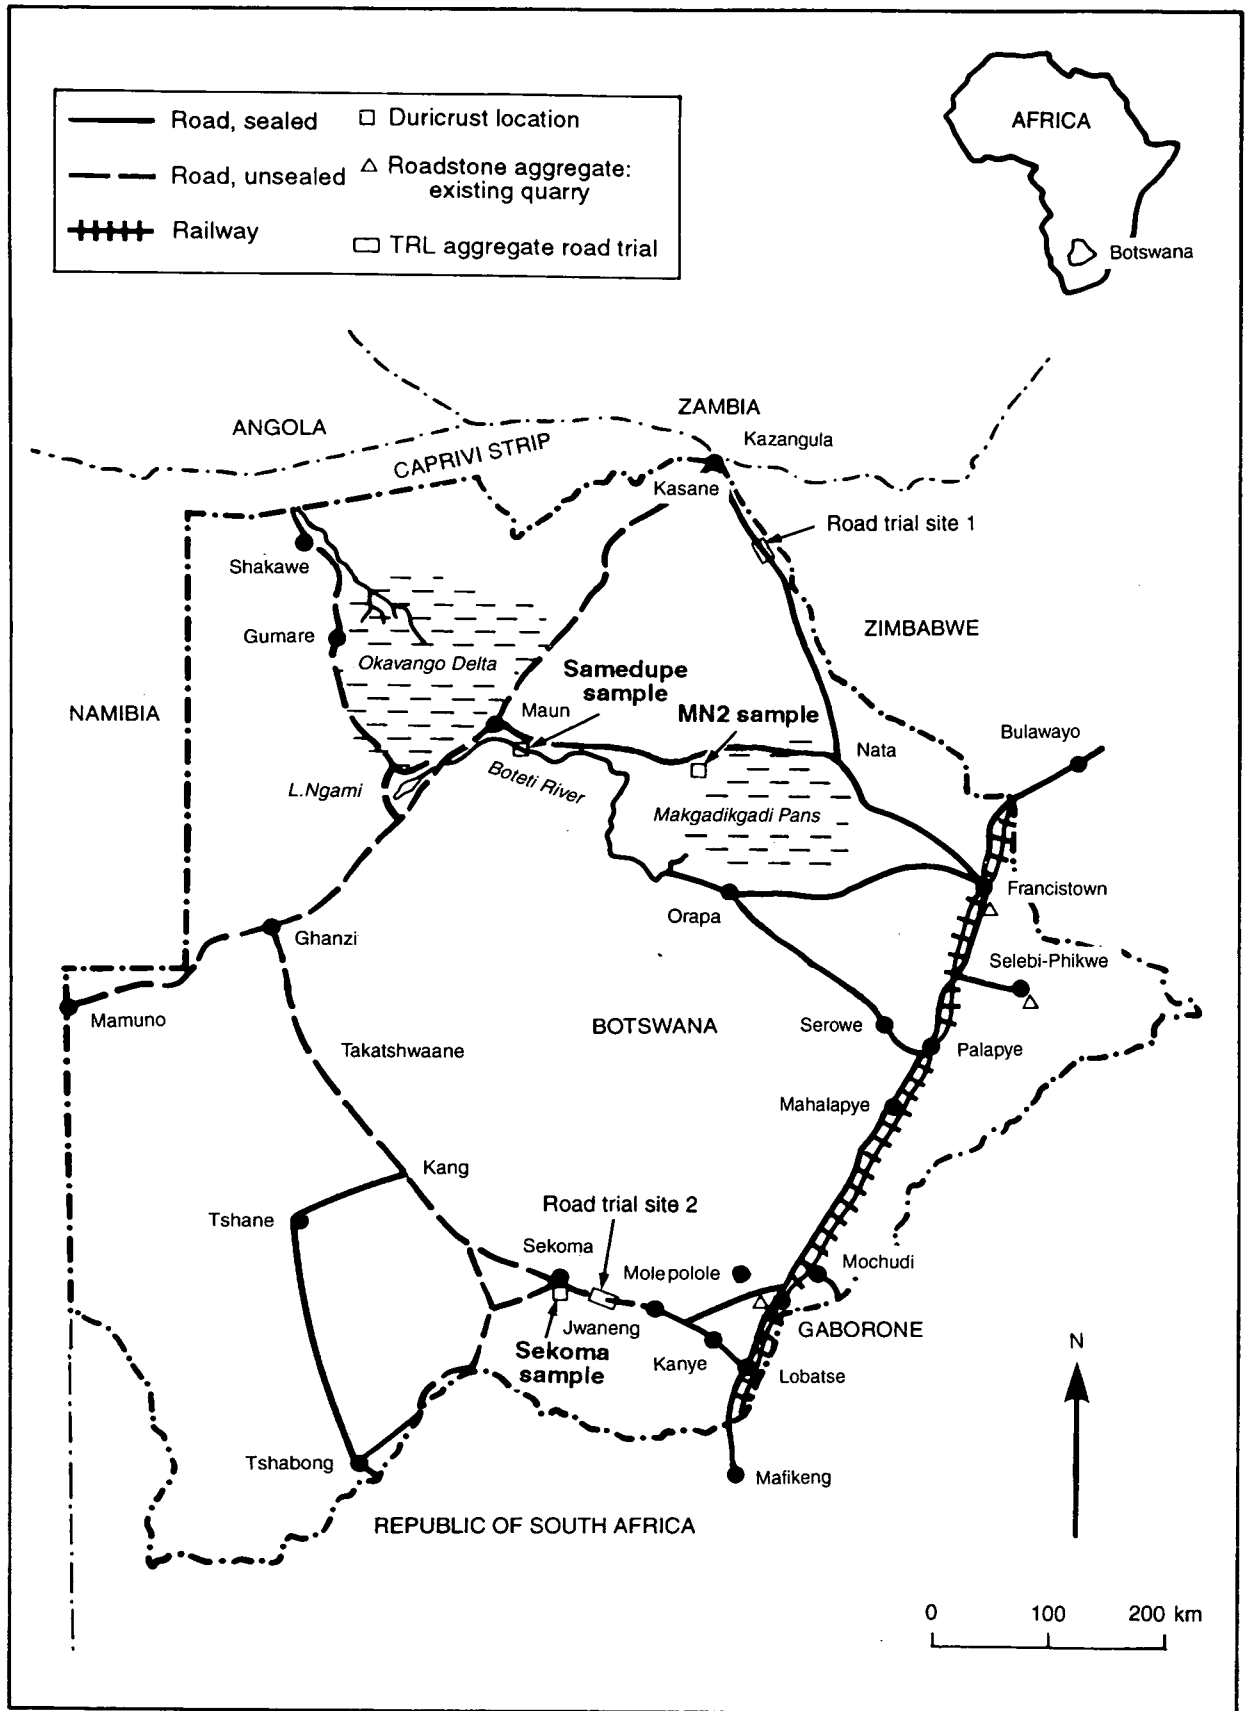 Road, sealed
Road, unsealed
Railway
Duricrust location
Roadstone aggregate:
existing quarry
TRL aggregate road trial
AFRICA
Botswana
ANGOLA
ZAMBIA
CAPRIVI STRIP
Kazangula
Kasane
Road trial site 1
Shakawe
Gumare
ZIMBABWE
Okavango Delta
Samedupe
sample
NAMIBIA
Maun
MN2 sample
Nata
Bulawayo
L.Ngami
Boteti River
Makgadikgadi Pans
Francistown
Orapa
Ghanzi
Selebi-Phikwe
Mamuno
BOTSWANA
Serowe
Takatshwaane
Palapye
Mahalapye
Kang
Road trial site 2
Tshane
Sekoma
Molepolole
Mochudi
Jwaneng
GABORONE
Sekoma
sample
Kanye
Lobatse
N
Tshabong
Mafikeng
REPUBLIC OF SOUTH AFRICA
0 100 200 km